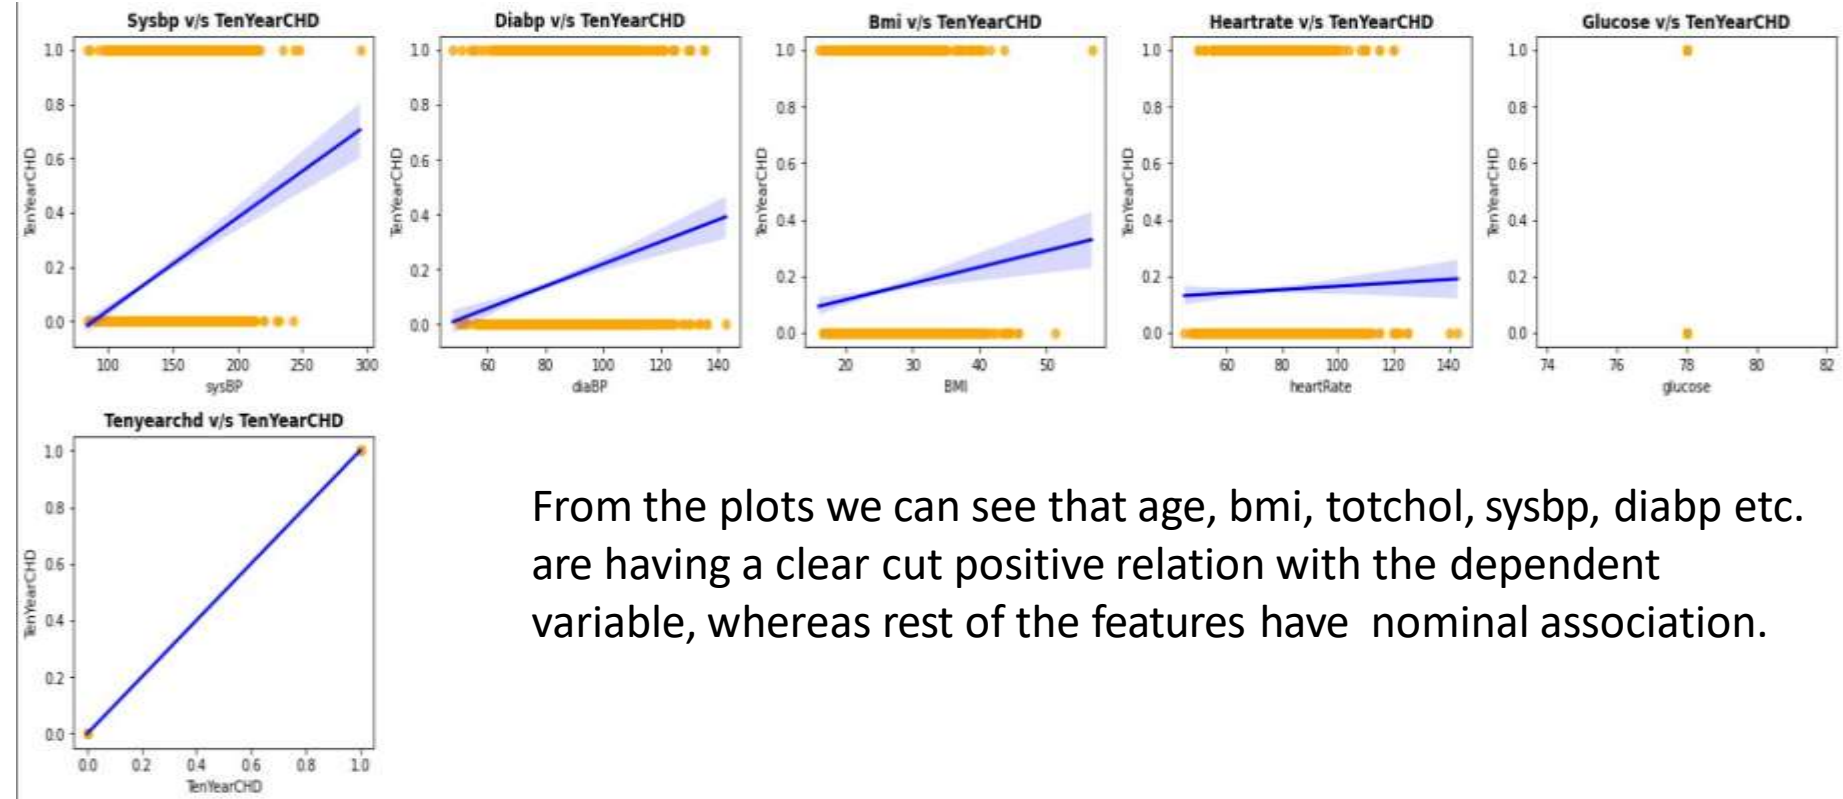 Sysbp v/s TenYearCHD
Diabp v/s TenYearCHD
Bmi v/s TenYearCHD
Heartrate v/s TenYearCHD
Glucose v/s TenYearCHD
1.0
0.8
0.6
0.4
0.2
0.0
TenYearCHD
100 150 200 250 300
sysBP
1.0
0.8
0.6
0.4
0.2
0.0
TenYearCHD
60 80 100 120 140
diaBP
1.0
0.8
0.6
0.4
0.2
0.0
TenYearCHD
20 30 40 50
BMI
1.0
0.8
0.6
0.4
0.2
0.0
TenYearCHD
60 80 100 120 140
heartRate
1.0
0.8
0.6
0.4
0.2
0.0
TenYearCHD
74 76 78 80 82
glucose
Tenyearchd v/s TenYearCHD
1.0
0.8
0.6
0.4
0.2
0.0
TenYearCHD
0.0 0.2 0.4 0.6 0.8 1.0
TenYearCHD
From the plots we can see that age, bmi, totchol, sysbp, diabp etc.
are having a clear cut positive relation with the dependent
variable, whereas rest of the features have nominal association.